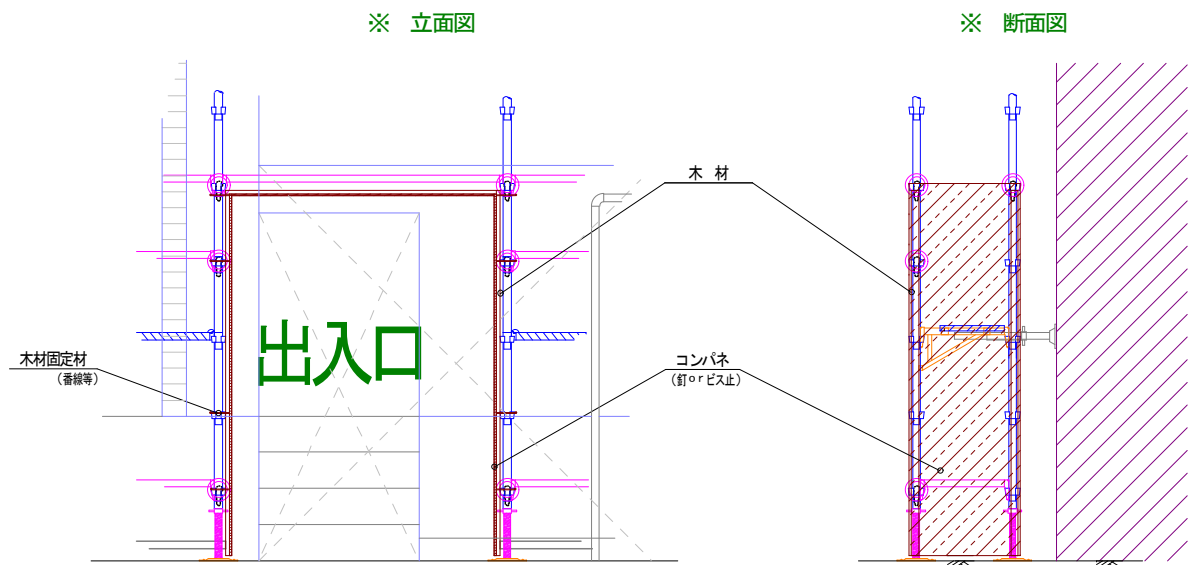 ※ 立面図
※ 断面図
木 材
出入口
木材固定材
(番線等)
コンパネ
(釘orビス止)